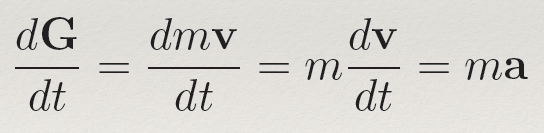 d𝐆/dt = dm𝐯/dt = m d𝐯/dt = m𝐚